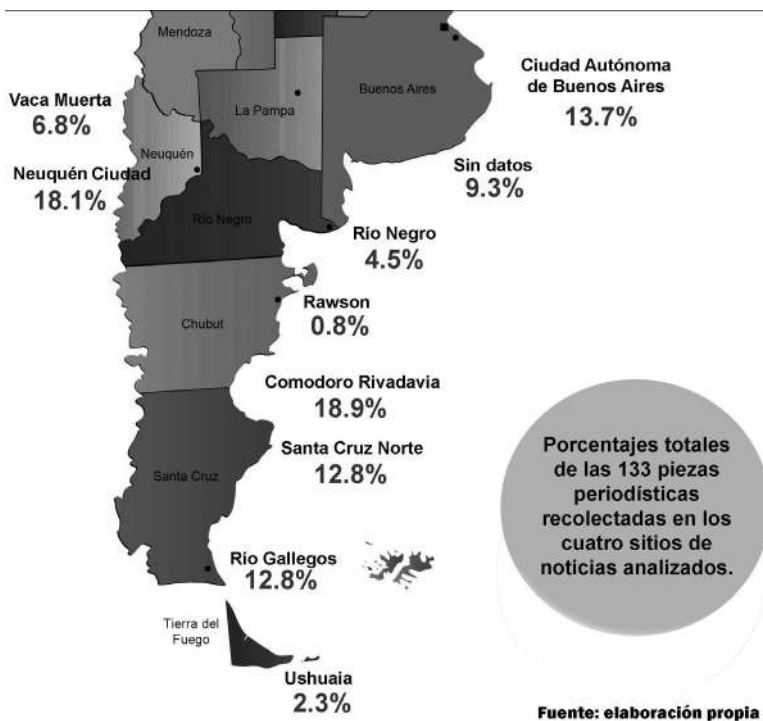 Mendoza
Ciudad Autónoma
de Buenos Aires
13.7%
Buenos Aires
La Pampa
Vaca Muerta
6.8%
Neuquén
Neuquén Ciudad
18.1%
Sin datos
9.3%
Río Negro
Río Negro
4.5%
Rawson
0.8%
Chubut
Comodoro Rivadavia
18.9%
Santa Cruz Norte
12.8%
Santa Cruz
Río Gallegos
12.8%
Tierra del
Fuego
Ushuaia
2.3%
Porcentajes totales
de las 133 piezas
periodísticas
recolectadas en los
cuatro sitios de
noticias analizados.
Fuente: elaboración propia